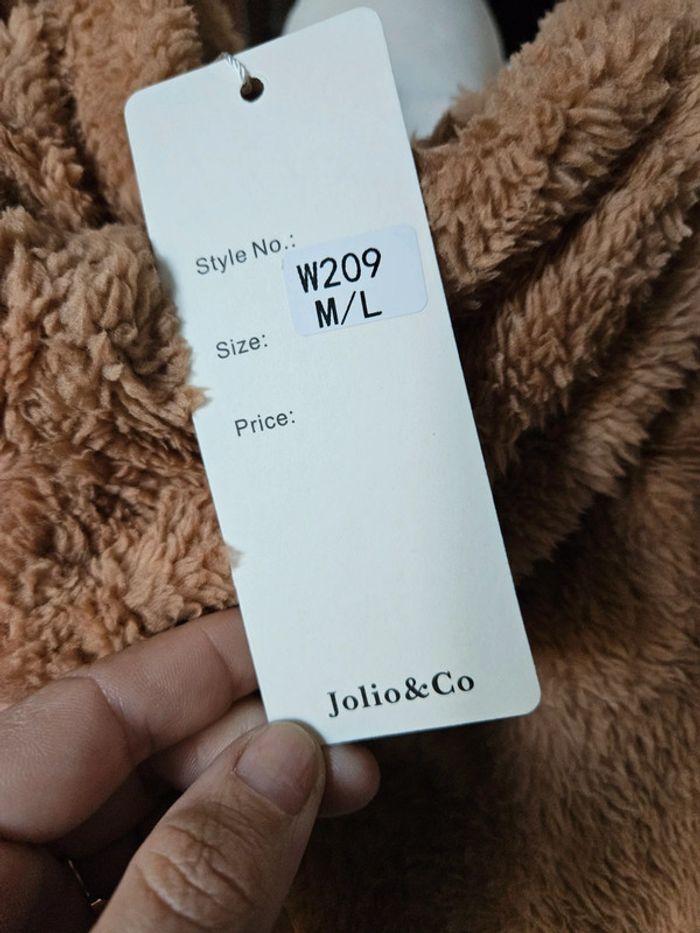 Style No.:
W209
M/L
Size:
Price:
Jolio&Co